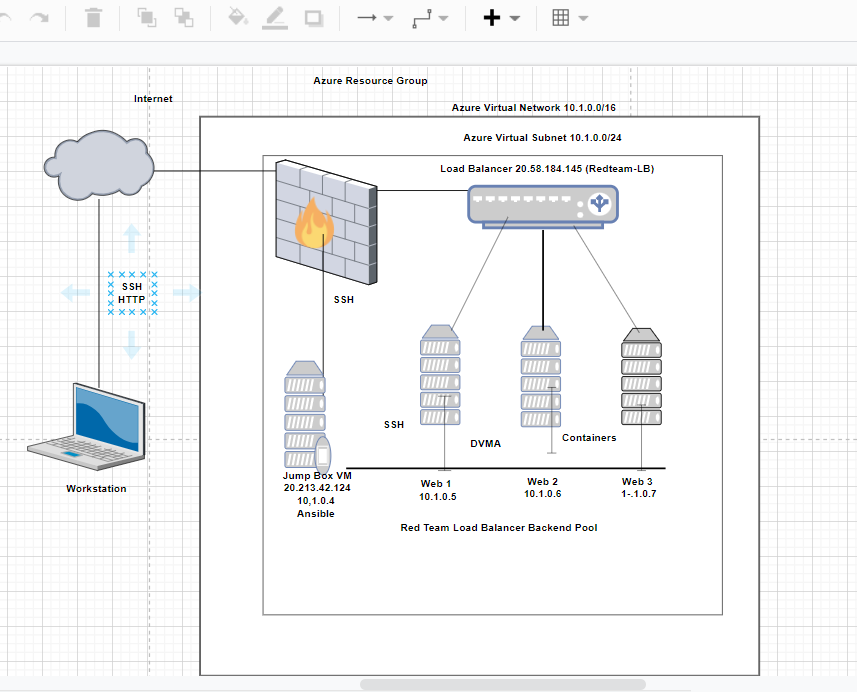 Azure Resource Group
Internet
Azure Virtual Network 10.1.0.0/16
Azure Virtual Subnet 10.1.0.0/24
Load Balancer 20.58.184.145 (Redteam-LB)
SSH
HTTP
SSH
SSH
DVMA
Containers
Jump Box VM
20.213.42.124
10,1.0.4
Ansible
Web 1
10.1.0.5
Web 2
10.1.0.6
Web 3
1-.1.0.7
Workstation
Red Team Load Balancer Backend Pool